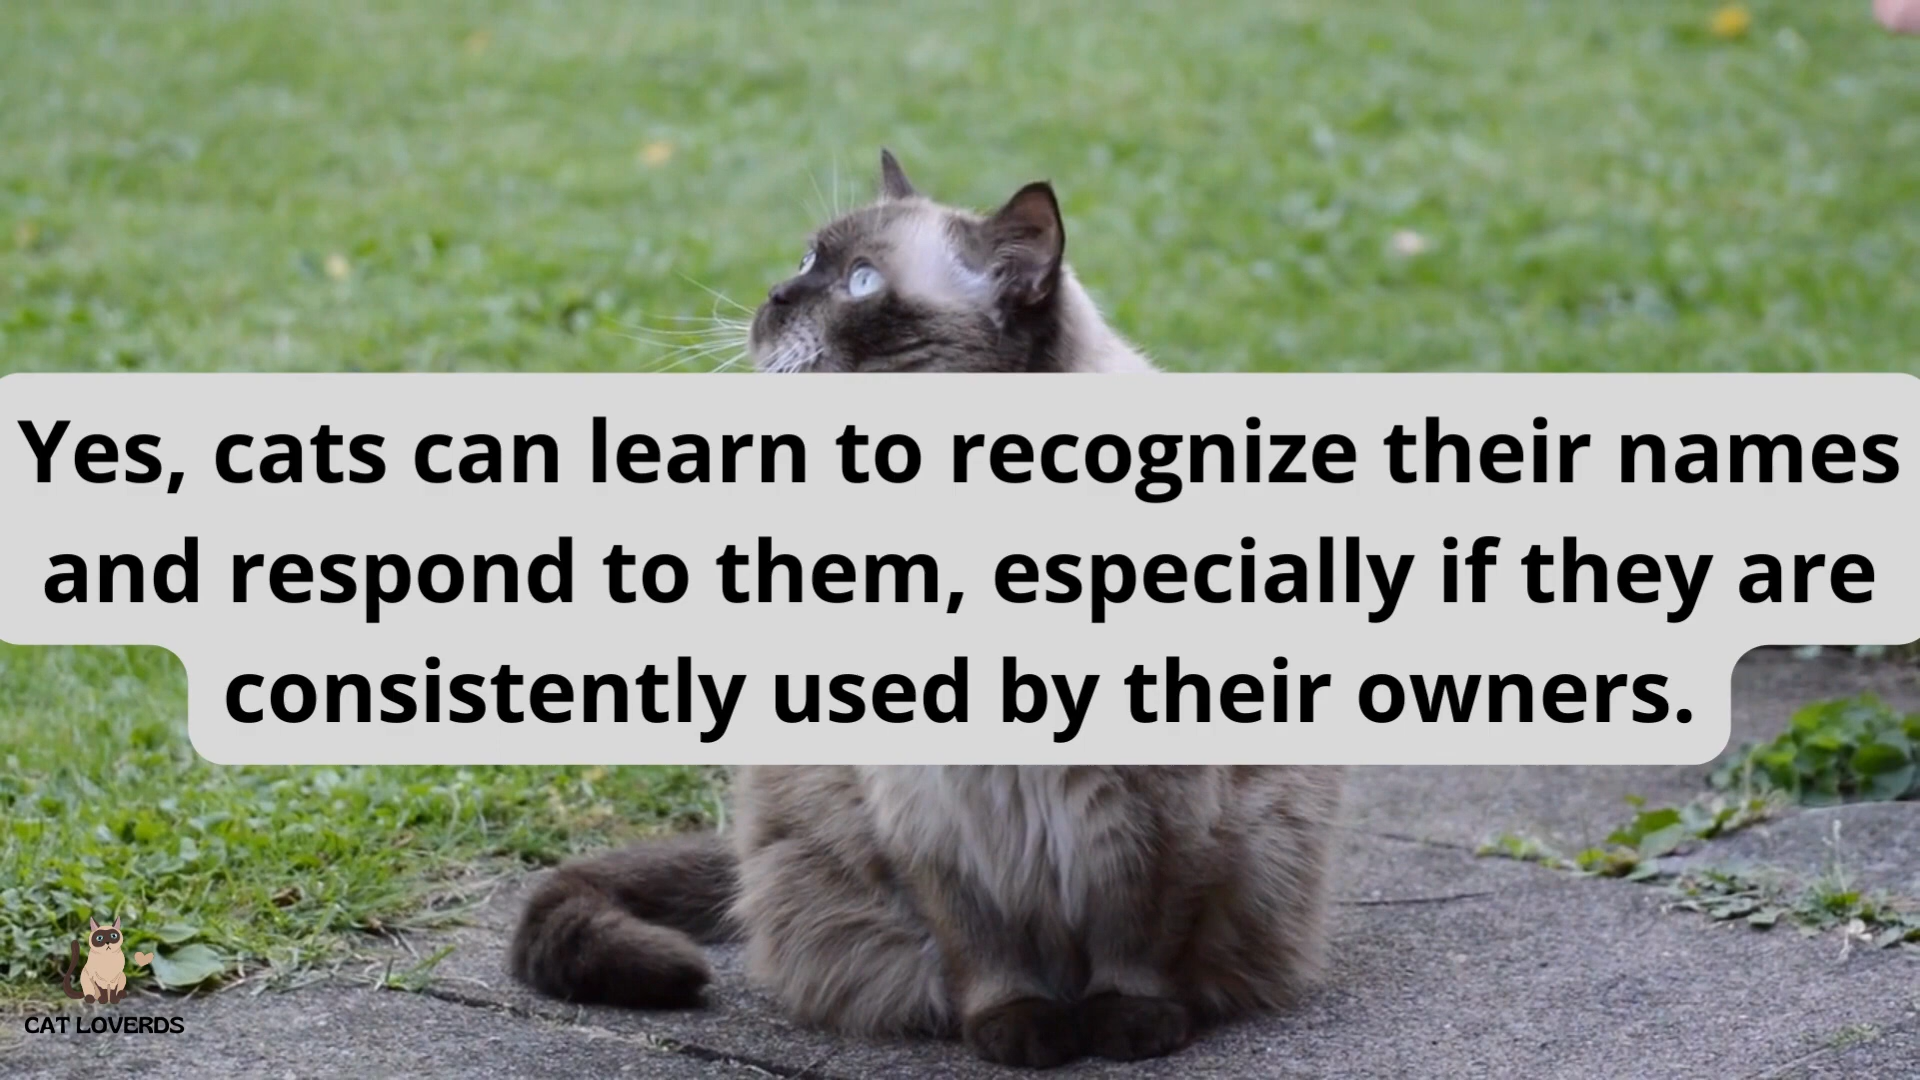 Yes, cats can learn to recognize their names
and respond to them, especially if they are
consistently used by their owners.
CAT LOVERDS